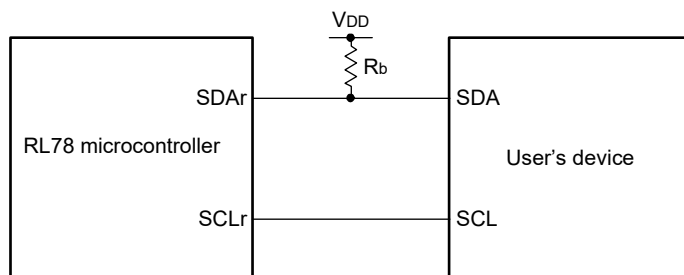 VDD
Rb
SDAr
SDA
RL78 microcontroller
User's device
SCLr
SCL